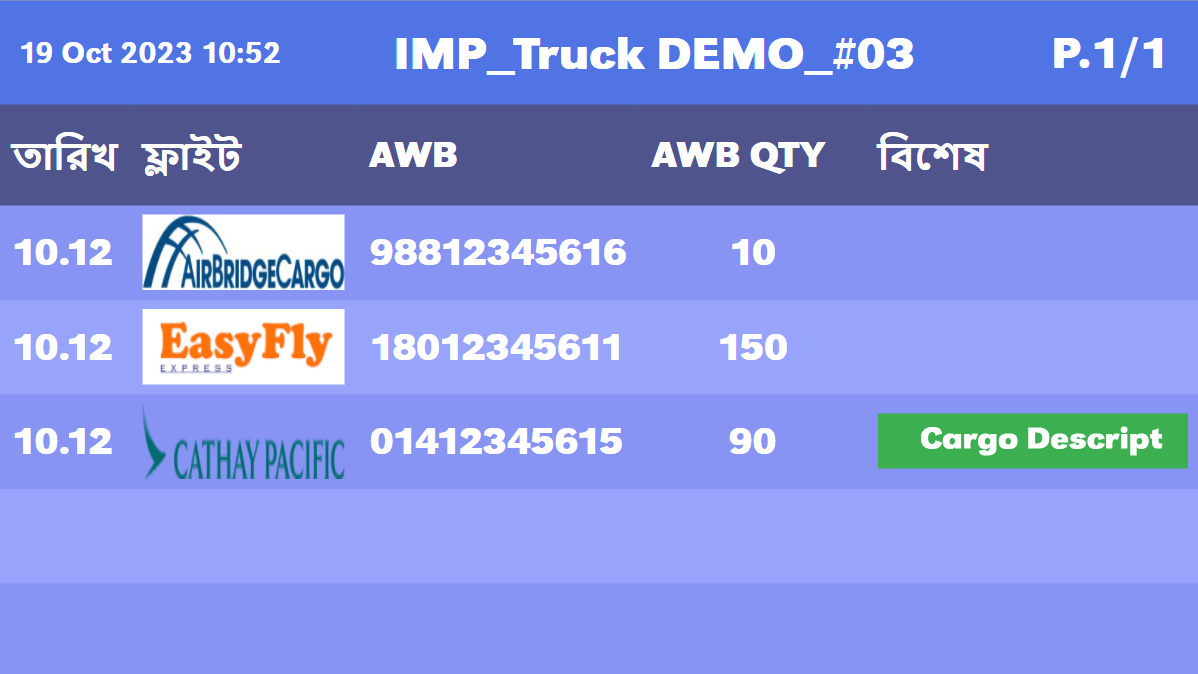 19 Oct 2023 10:52 IMP_Truck DEMO_#03 P.1/1
তারিখ ফ্লাইট AWB AWB QTY বিশেষ
10.12 AIRBRIDGECARGO 98812345616 10
10.12 EasyFly EXPRESS 18012345611 150
10.12 CATHAY PACIFIC 01412345615 90 Cargo Descript